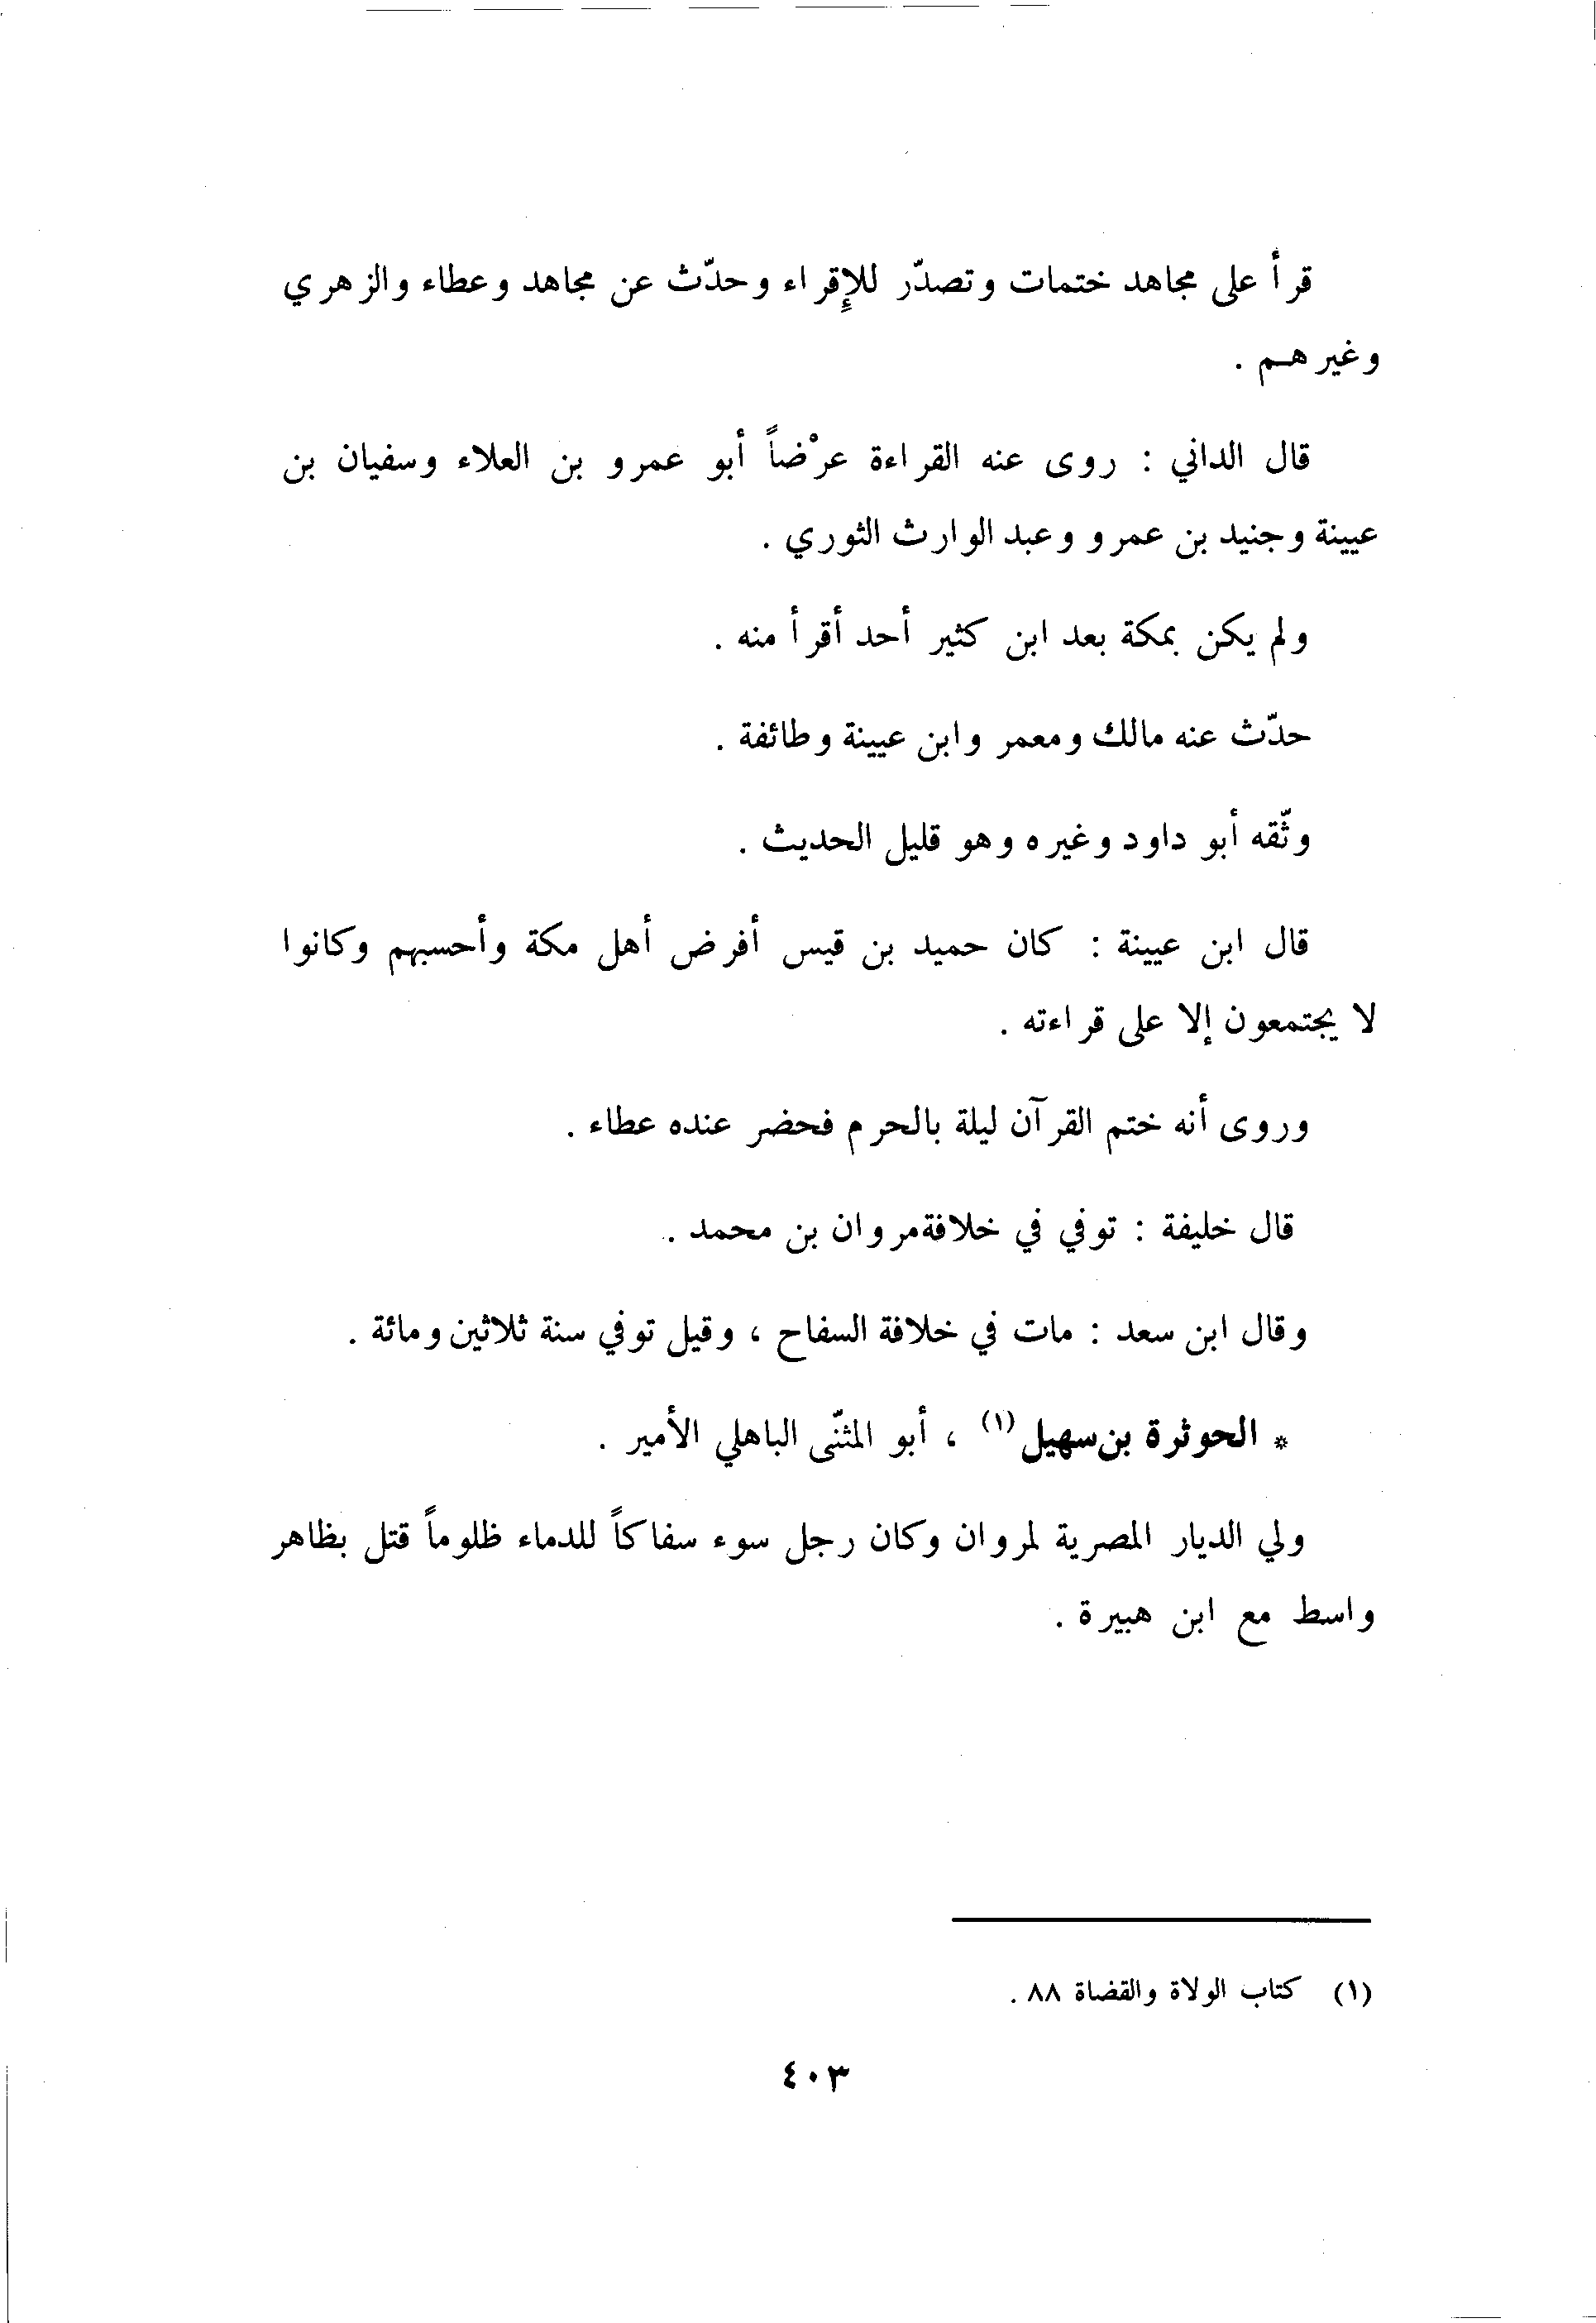 قرأ على مجاهد ختمات وتصدّر للإِقراء وحدّث عن مجاهد وعطاء والزهري
وغيرهم .
قال الداني : روى عنه القراءة عرْضاً أبو عمرو بن العلاء وسفيان بن
عيينة وجنيد بن عمرو وعبد الوارث الثوري .
ولم يكن بمكة بعد ابن كثير أحد أقرأ منه .
حدّث عنه مالك ومعمر وابن عيينة وطائفة .
وثّقه أبو داود وغيره وهو قليل الحديث .
قال ابن عيينة : كان حميد بن قيس أفرض أهل مكة وأحسبهم وكانوا
لا يجتمعون إلا على قراءته .
وروى أنه ختم القرآن ليلة بالحرم فحضر عنده عطاء .
قال خليفة : توفي في خلافة مروان بن محمد .
وقال ابن سعد : مات في خلافة السفاح ، وقيل توفي سنة ثلاثين ومائة .
* الحوثرة بن سهيل (١) ، أبو المثنّى الباهلي الأمير .
ولي الديار المصرية لمروان وكان رجل سوء سفاكاً للدماء ظلوماً قتل بظاهر
واسط مع ابن هبيرة .
(١) كتاب الولاة والقضاة ٨٨ .
٤٠٣